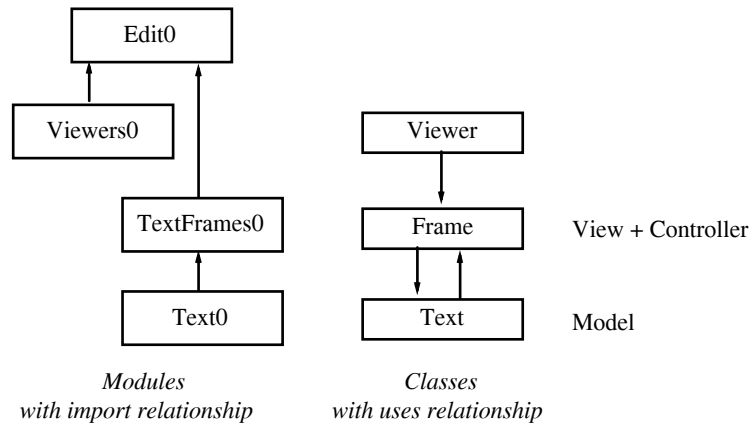 Edit0
Viewers0
Viewer
TextFrames0
Frame
View + Controller
Text0
Text
Model
Modules
with import relationship
Classes
with uses relationship